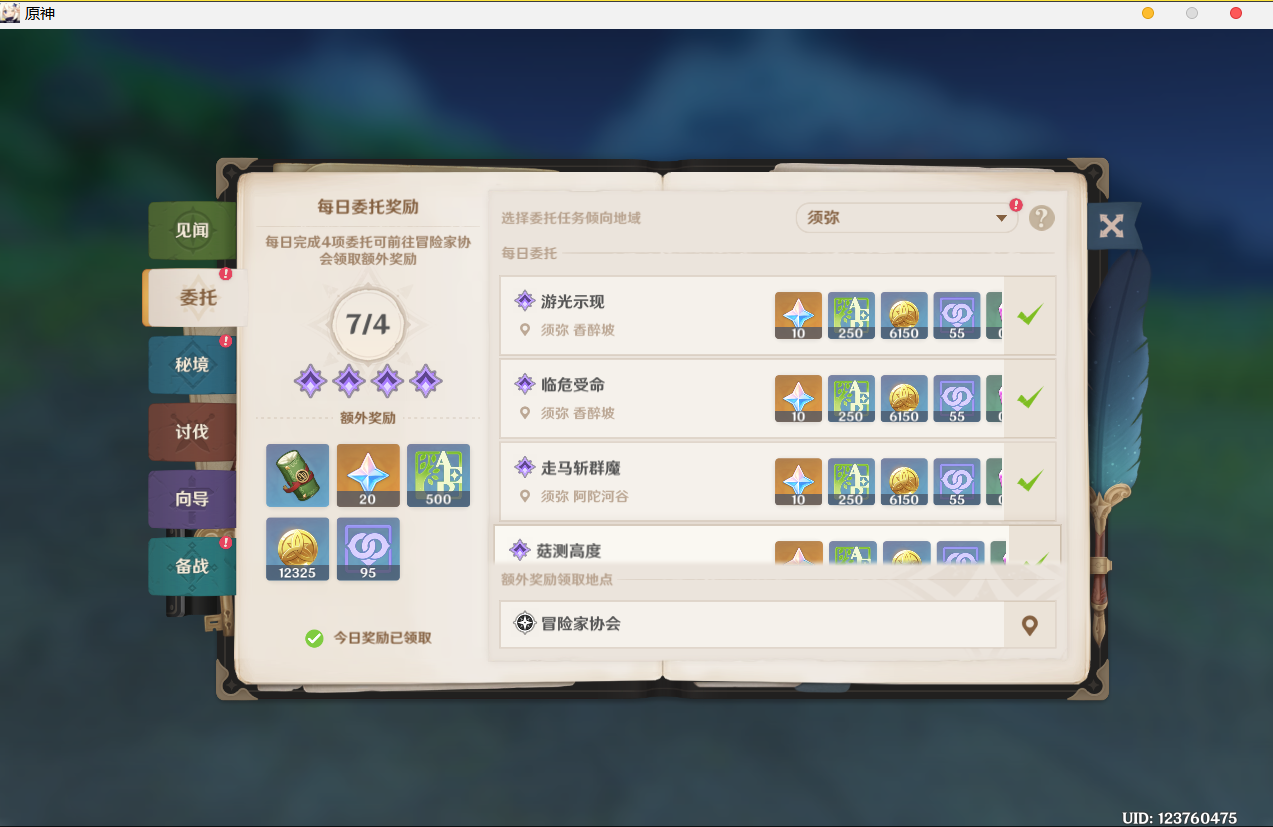 原神
见闻
委托
秘境
讨伐
向导
备战
每日委托奖励
每日完成4项委托可前往冒险家协
会领取额外奖励
7/4
额外奖励
20
500
12325
95
今日奖励已领取
选择委托任务倾向地域
须弥
每日委托
游光示现
须弥 香醉坡
10
250
6150
55
临危受命
须弥 香醉坡
10
250
6150
55
走马斩群魔
须弥 阿陀河谷
10
250
6150
55
菇测高度
额外奖励领取地点
冒险家协会
UID: 123760475